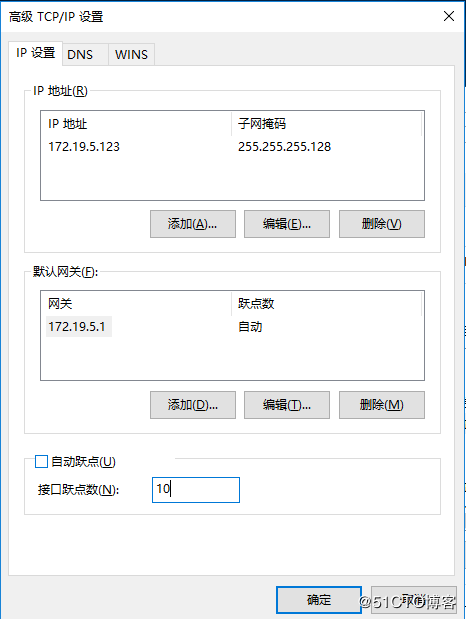 高级 TCP/IP 设置
IP 设置 DNS WINS
IP 地址(R)
IP 地址 子网掩码
172.19.5.123 255.255.255.128
添加(A)... 编辑(E)... 删除(V)
默认网关(F):
网关 跃点数
172.19.5.1 自动
添加(D)... 编辑(T)... 删除(M)
自动跃点(U)
接口跃点数(N): 10
确定 取消
@51CTO博客